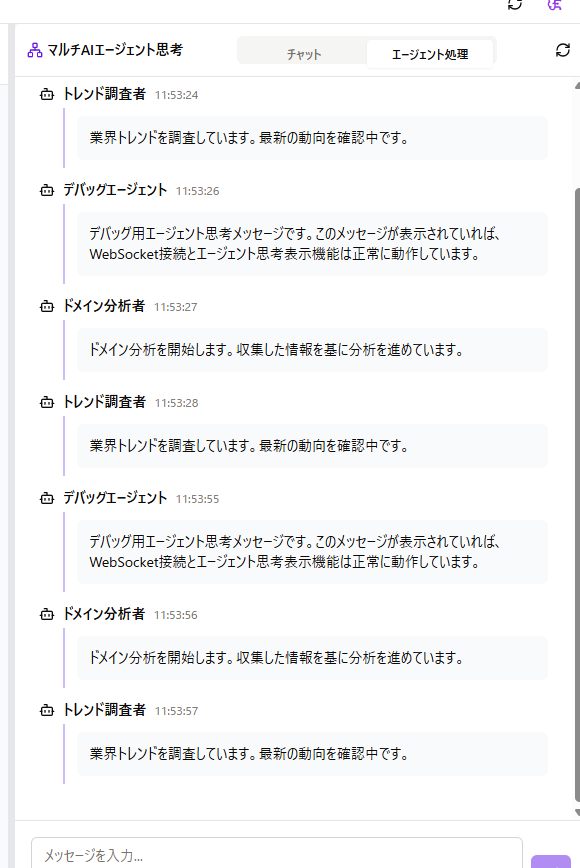 マルチAIエージェント思考
チャット
エージェント処理
トレンド調査者 11:53:24
業界トレンドを調査しています。最新の動向を確認中です。
デバッグエージェント 11:53:26
デバッグ用エージェント思考メッセージです。このメッセージが表示されていれば、
WebSocket接続とエージェント思考表示機能は正常に動作しています。
ドメイン分析者 11:53:27
ドメイン分析を開始します。収集した情報を基に分析を進めています。
トレンド調査者 11:53:28
業界トレンドを調査しています。最新の動向を確認中です。
デバッグエージェント 11:53:55
デバッグ用エージェント思考メッセージです。このメッセージが表示されていれば、
WebSocket接続とエージェント思考表示機能は正常に動作しています。
ドメイン分析者 11:53:56
ドメイン分析を開始します。収集した情報を基に分析を進めています。
トレンド調査者 11:53:57
業界トレンドを調査しています。最新の動向を確認中です。
メッセージを入力...